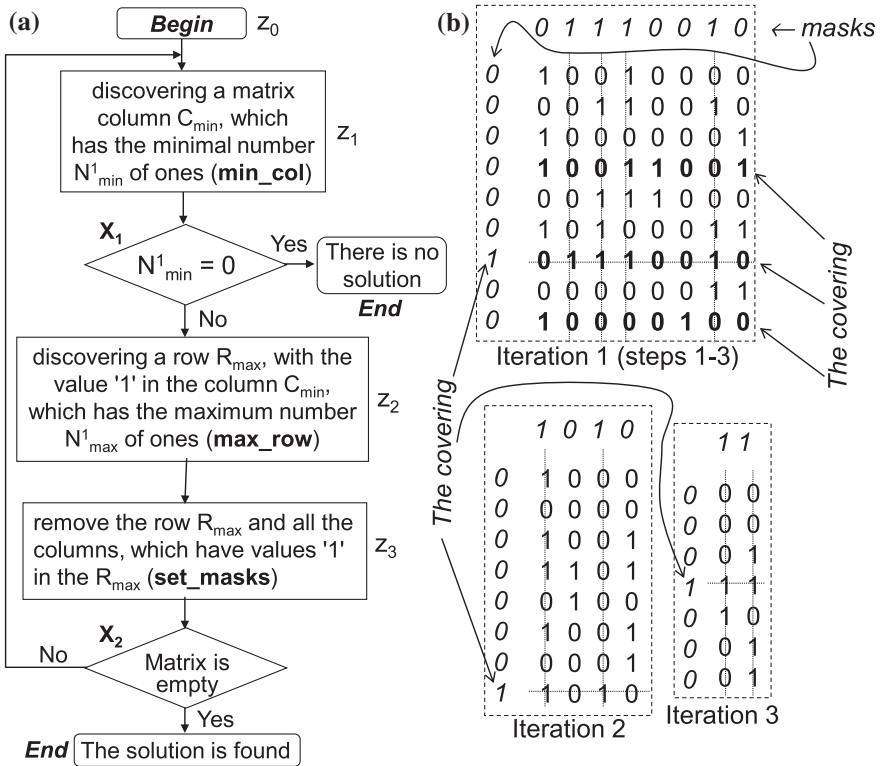 (a)
Begin z0
discovering a matrix
column Cmin, which
has the minimal number
N¹min of ones (min_col)
z1
X1
N¹min = 0
Yes
There is no
solution
End
No
discovering a row Rmax, with the
value '1' in the column Cmin,
which has the maximum number
N¹max of ones (max_row)
z2
remove the row Rmax and all the
columns, which have values '1'
in the Rmax (set_masks)
z3
X2
No
Matrix is
empty
Yes
End The solution is found
(b)
0 1 1 1 0 0 1 0 ← masks
0 1 0 0 1 0 0 0 0
0 0 0 1 1 0 0 1 0
0 1 0 0 0 0 0 0 1
0 1 0 0 1 1 0 0 1
0 0 0 1 1 1 0 0 0
0 1 0 1 0 0 0 1 1
1 0 1 1 1 0 0 1 0
0 0 0 0 0 0 0 1 1
0 1 0 0 0 0 1 0 0
Iteration 1 (steps 1-3)
The covering
The covering
1 0 1 0
0 1 0 0 0
0 0 0 0 0
0 1 0 0 1
0 1 1 0 1
0 0 1 0 0
0 1 0 0 1
0 0 0 0 1
1 1 0 1 0
Iteration 2
1 1
0 0 0
0 0 0
0 0 1
1 1 1
0 1 0
0 0 1
0 0 1
Iteration 3